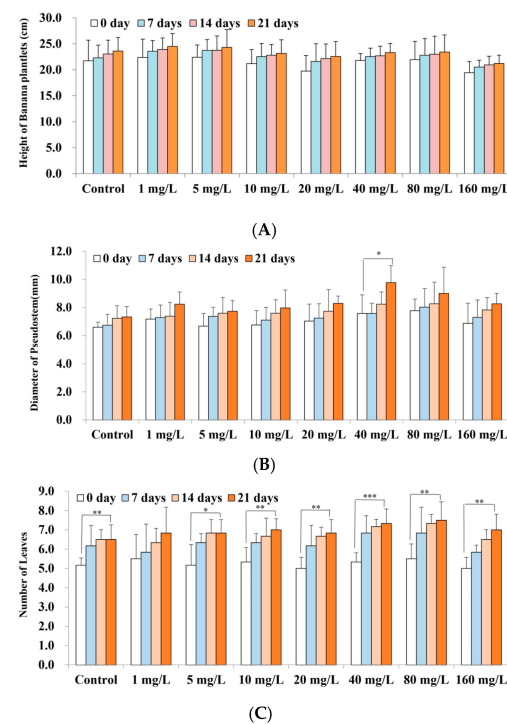 30.0
0 day 7 days 14 days 21 days
25.0
20.0
15.0
10.0
5.0
0.0
Height of Banana plantlets (cm)
Control 1 mg/L 5 mg/L 10 mg/L 20 mg/L 40 mg/L 80 mg/L 160 mg/L
(A)
12.0
0 day 7 days 14 days 21 days
*
10.0
8.0
6.0
4.0
2.0
0.0
Diameter of Pseudostem(mm)
Control 1 mg/L 5 mg/L 10 mg/L 20 mg/L 40 mg/L 80 mg/L 160 mg/L
(B)
9.0
0 day 7 days 14 days 21 days
** * ** ** *** ** **
8.0
7.0
6.0
5.0
4.0
3.0
2.0
1.0
0.0
Number of Leaves
Control 1 mg/L 5 mg/L 10 mg/L 20 mg/L 40 mg/L 80 mg/L 160 mg/L
(C)